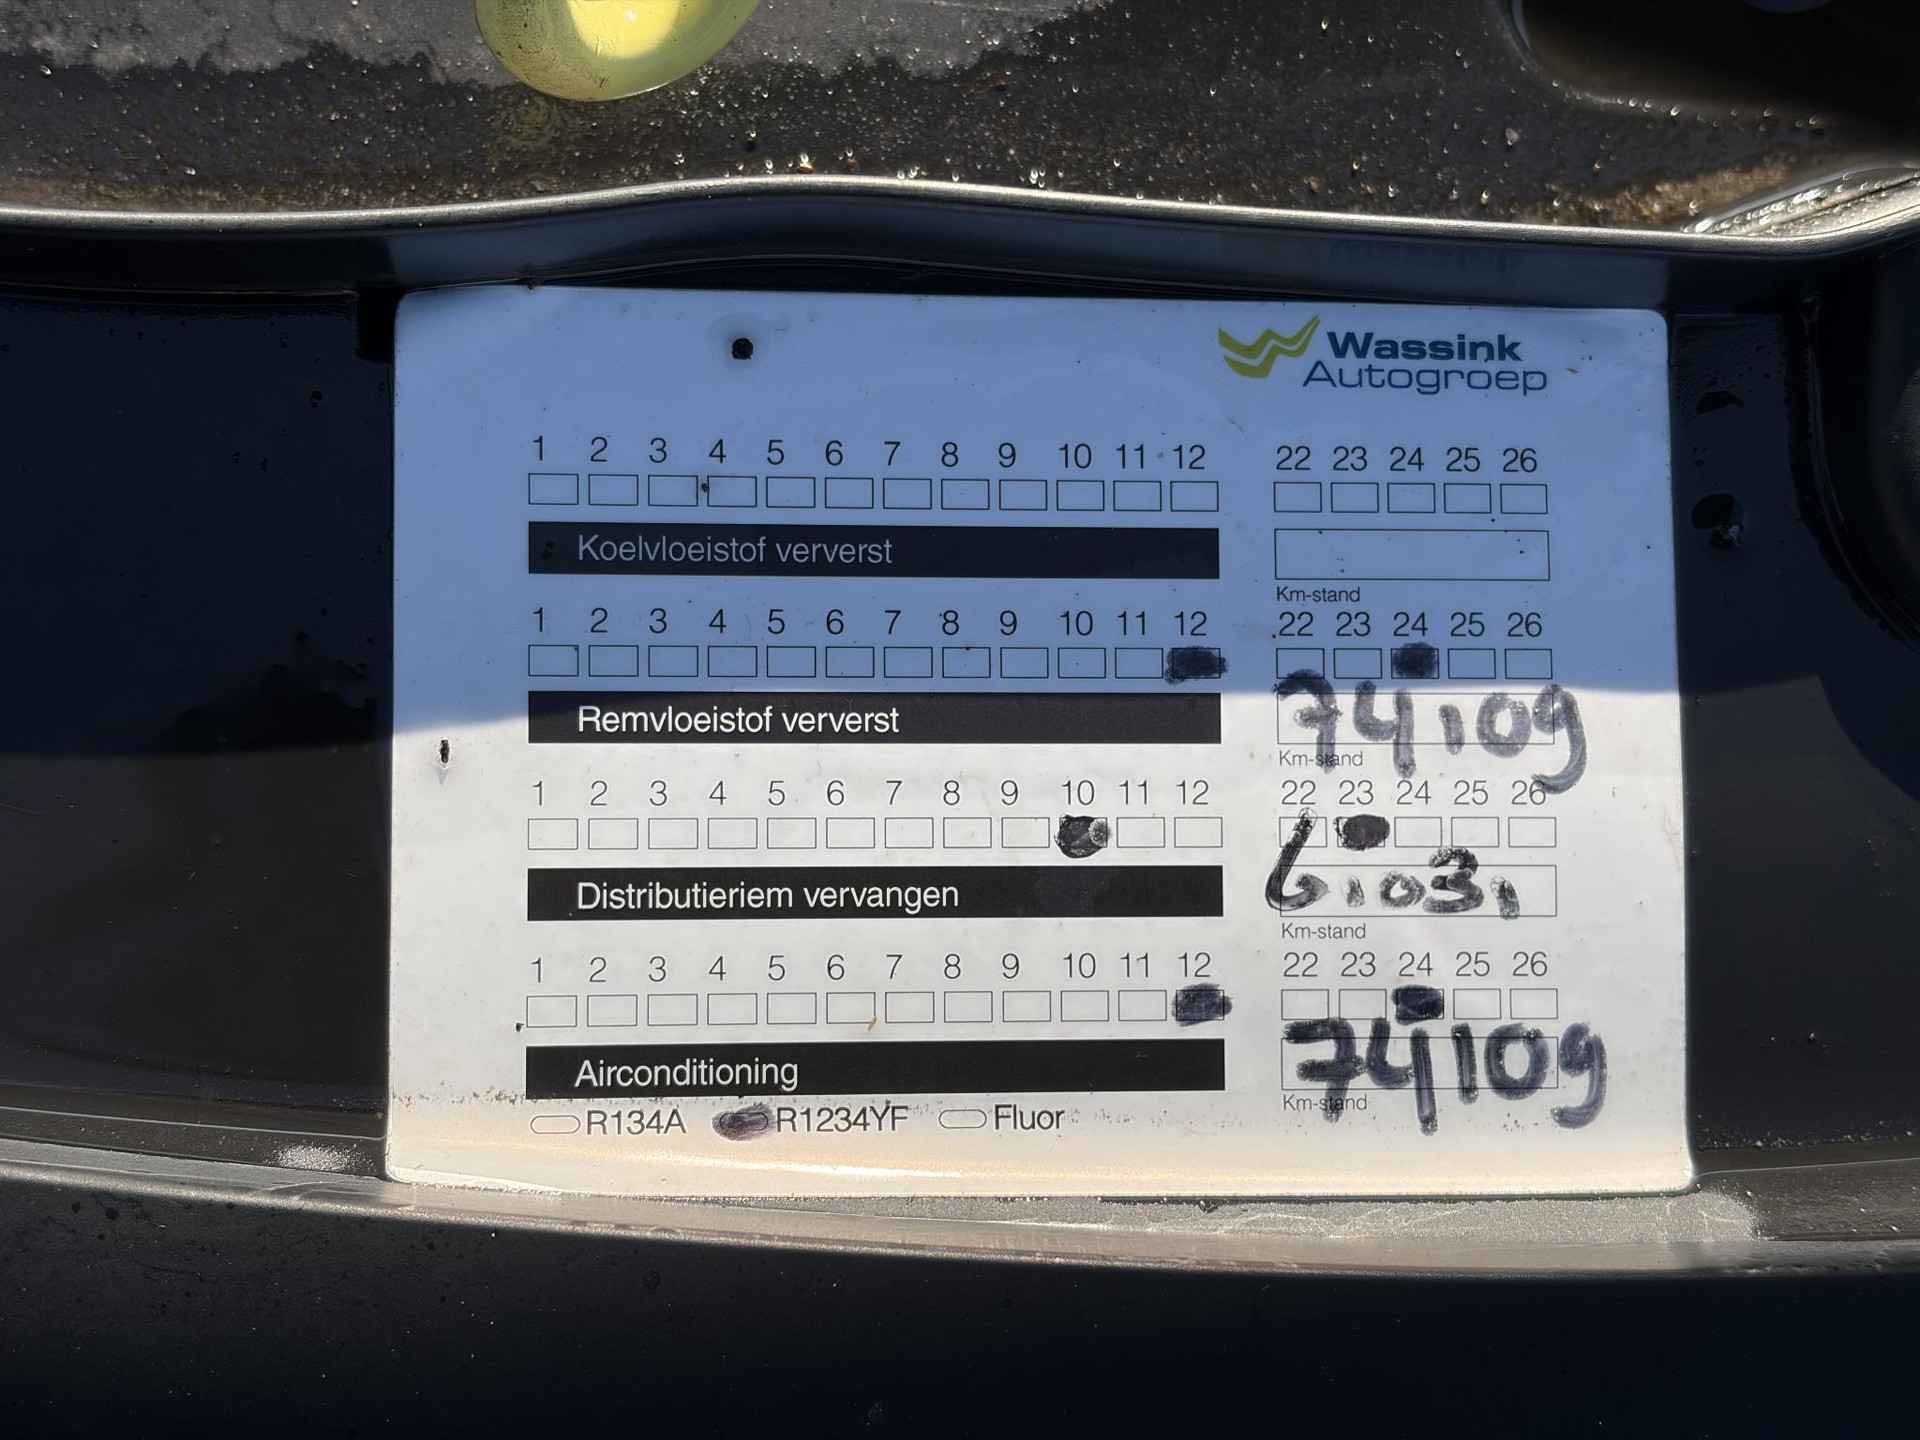 Wassink
Autogroep
1 2 3 4 5 6 7 8 9 10 11 12 22 23 24 25 26
Koelvloeistof ververst
Km-stand
1 2 3 4 5 6 7 8 9 10 11 12 22 23 24 25 26
Remvloeistof ververst 74109
Km-stand
1 2 3 4 5 6 7 8 9 10 11 12 22 23 24 25 26
Distributieriem vervangen 61031
Km-stand
1 2 3 4 5 6 7 8 9 10 11 12 22 23 24 25 26
Airconditioning 74109
Km-stand
R134A R1234YF Fluor